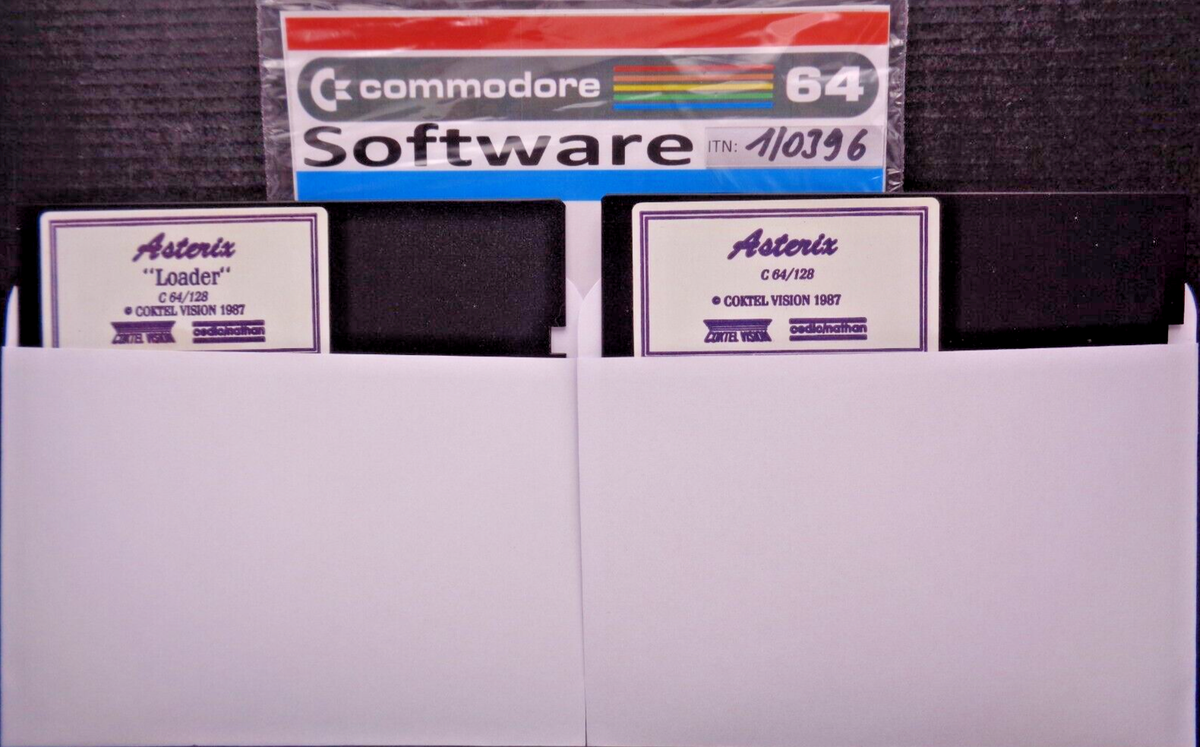 commodore 64
Software ITN: 1/0396
Asterix
“Loader“
C 64/128
© COKTEL VISION 1987
COKTEL VISION cedic/nathan
Asterix
C 64/128
© COKTEL VISION 1987
COKTEL VISION cedic/nathan